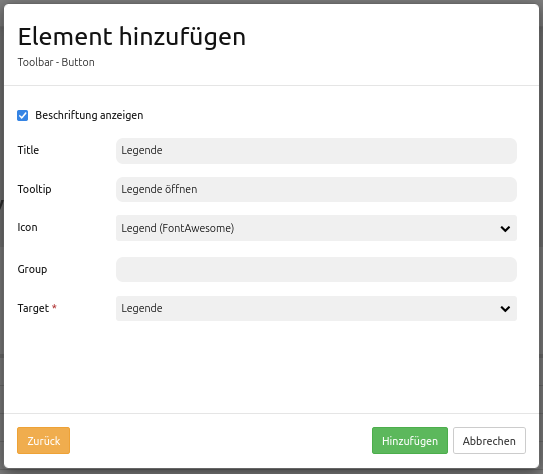 Element hinzufügen
Toolbar - Button
Beschriftung anzeigen
Title Legende
Tooltip Legende öffnen
Icon Legend (FontAwesome)
Group
Target * Legende
Zurück Hinzufügen Abbrechen